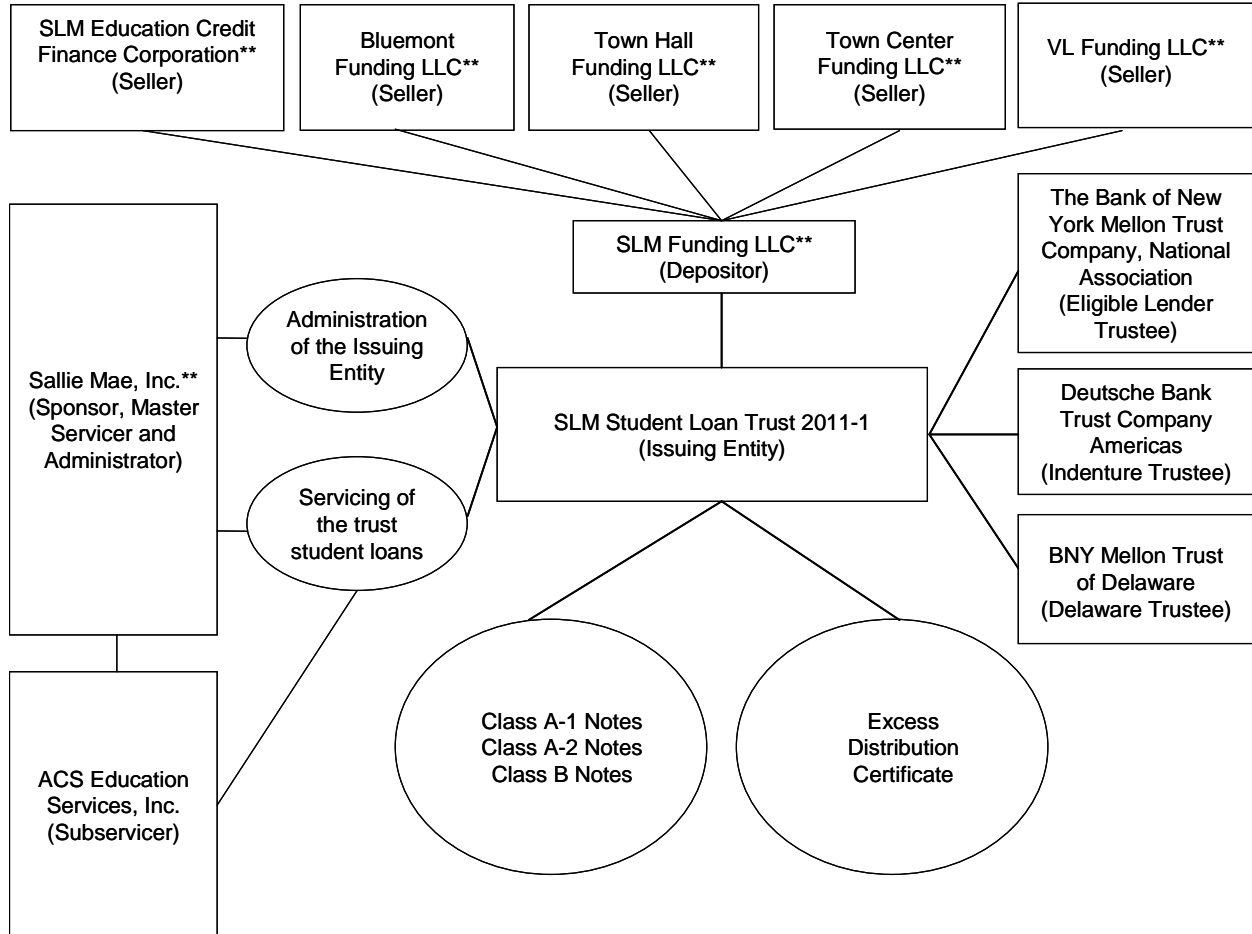 SLM Education Credit
Finance Corporation**
(Seller)
Bluemont
Funding LLC**
(Seller)
Town Hall
Funding LLC**
(Seller)
Town Center
Funding LLC**
(Seller)
VL Funding LLC**
(Seller)
SLM Funding LLC**
(Depositor)
The Bank of New
York Mellon Trust
Company, National
Association
(Eligible Lender
Trustee)
Administration
of the Issuing
Entity
Sallie Mae, Inc.**
(Sponsor, Master
Servicer and
Administrator)
SLM Student Loan Trust 2011-1
(Issuing Entity)
Deutsche Bank
Trust Company
Americas
(Indenture Trustee)
Servicing of
the trust
student loans
BNY Mellon Trust
of Delaware
(Delaware Trustee)
ACS Education
Services, Inc.
(Subservicer)
Class A-1 Notes
Class A-2 Notes
Class B Notes
Excess
Distribution
Certificate